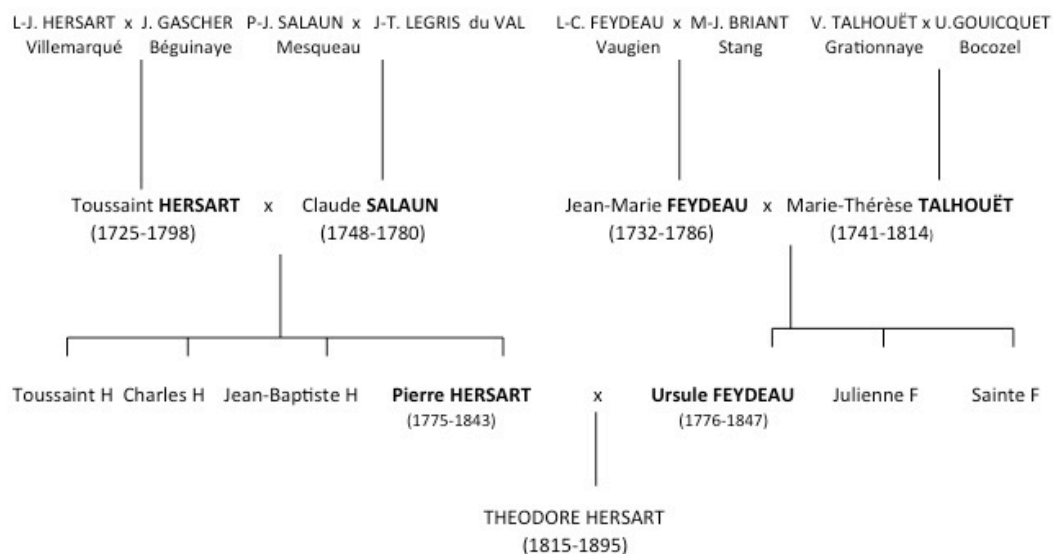 L-J. HERSART x J. GASCHER P-J. SALAUN x J-T. LEGRIS du VAL L-C. FEYDEAU x M-J. BRIANT V. TALHOUËT x U.GOUICQUET
Villemarqué Béguinaye Mesqueau Vaugien Stang Grationnaye Bocozel
Toussaint HERSART x Claude SALAUN Jean-Marie FEYDEAU x Marie-Thérèse TALHOUËT
(1725-1798) (1748-1780) (1732-1786) (1741-1814)
Toussaint H Charles H Jean-Baptiste H Pierre HERSART x Ursule FEYDEAU Julienne F Sainte F
(1775-1843) (1776-1847)
THEODORE HERSART
(1815-1895)